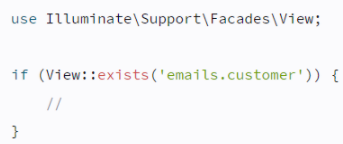 use Illuminate\Support\Facades\View;
if (View::exists('emails.customer')) {
    //
}